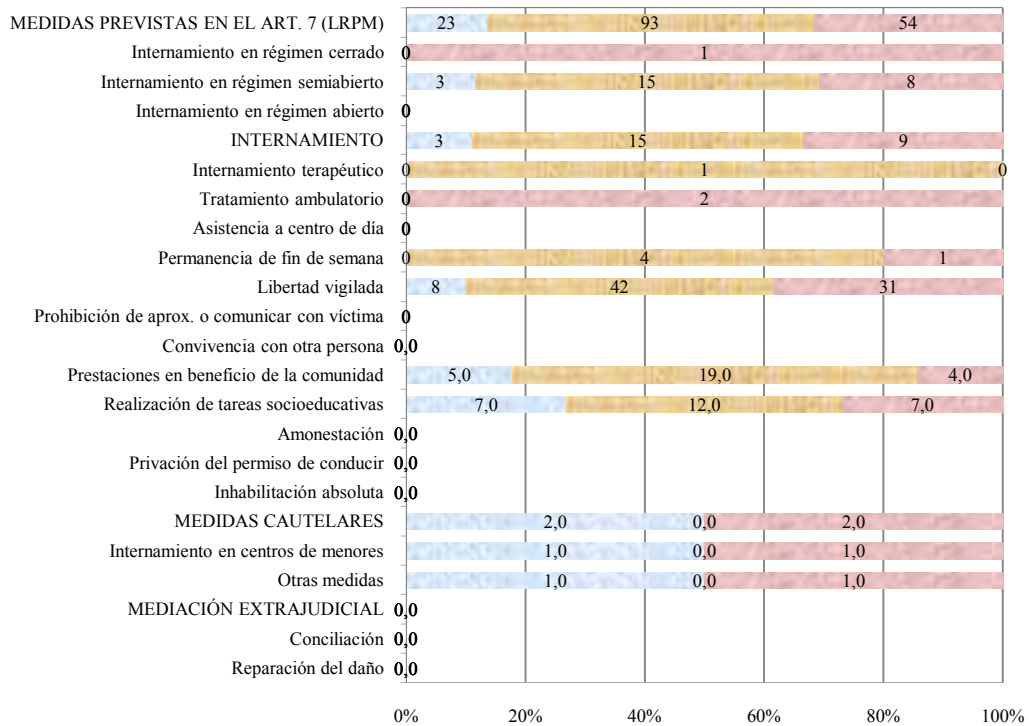 MEDIDAS PREVISTAS EN EL ART. 7 (LRPM) 23 93 54
Internamiento en régimen cerrado 0 1
Internamiento en régimen semiabierto 3 15 8
Internamiento en régimen abierto 0
INTERNAMIENTO 3 15 9
Internamiento terapéutico 0 1 0
Tratamiento ambulatorio 0 2
Asistencia a centro de día 0
Permanencia de fin de semana 0 4 1
Libertad vigilada 8 42 31
Prohibición de aprox. o comunicar con víctima 0
Convivencia con otra persona 0,0
Prestaciones en beneficio de la comunidad 5,0 19,0 4,0
Realización de tareas socioeducativas 7,0 12,0 7,0
Amonestación 0,0
Privación del permiso de conducir 0,0
Inhabilitación absoluta 0,0
MEDIDAS CAUTELARES 2,0 0,0 2,0
Internamiento en centros de menores 1,0 0,0 1,0
Otras medidas 1,0 0,0 1,0
MEDIACIÓN EXTRAJUDICIAL 0,0
Conciliación 0,0
Reparación del daño 0,0
0% 20% 40% 60% 80% 100%